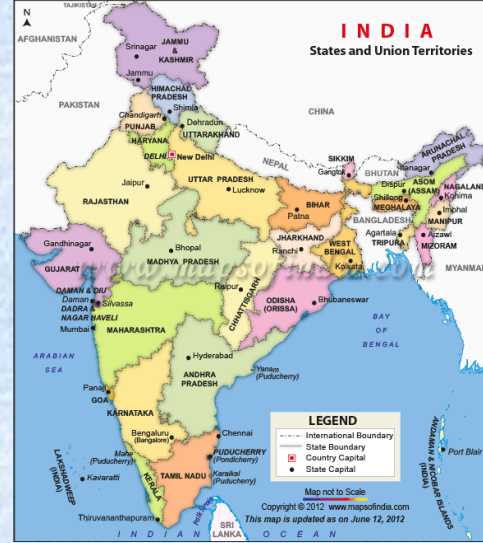 TAJIKISTAN
N
AFGHANISTAN
INDIA
States and Union Territories
JAMMU
&
KASHMIR
Srinagar
Jammu
PAKISTAN
CHINA
HIMACHAL
PRADESH
Shimla
Chandigarh
PUNJAB
Dehradun
UTTARAKHAND
HARYANA
DELHI
New Delhi
NEPAL
SIKKIM
Gangtok
BHUTAN
ARUNACHAL
PRADESH
Itanagar
Jaipur
RAJASTHAN
UTTAR PRADESH
Lucknow
BIHAR
Patna
Dispur
ASOM
(ASSAM)
NAGALAND
Kohima
Shillong
MEGHALAYA
Imphal
MANIPUR
BANGLADESH
Agartala
TRIPURA
Aizawl
MIZORAM
MYANMAR
Gandhinagar
GUJARAT
Bhopal
MADHYA PRADESH
JHARKHAND
Ranchi
WEST
BENGAL
Kolkata
www.mapsofindia.com
Raipur
CHHATTISGARH
ODISHA
(ORISSA)
Bhubaneswar
DAMAN & DIU
Daman
Silvassa
DADRA &
NAGAR HAVELI
Mumbai
MAHARASHTRA
BAY
OF
BENGAL
ARABIAN
SEA
Hyderabad
ANDHRA
PRADESH
Yanam
(Puducherry)
Panaji
GOA
KARNATAKA
Bengaluru
(Bangalore)
Chennai
PUDUCHERRY
(Pondicherry)
Mahe
(Puducherry)
Karaikal
(Puducherry)
TAMIL NADU
KERALA
LAKSHADWEEP
(INDIA)
Kavaratti
Thiruvananthapuram
Palk Strait
SRI
LANKA
INDIAN OCEAN
ANDAMAN & NICOBAR ISLANDS
(INDIA)
Port Blair
LEGEND
International Boundary
State Boundary
Country Capital
State Capital
Map not to Scale
Copyright © 2012 www.mapsofindia.com
This map is updated as on June 12, 2012